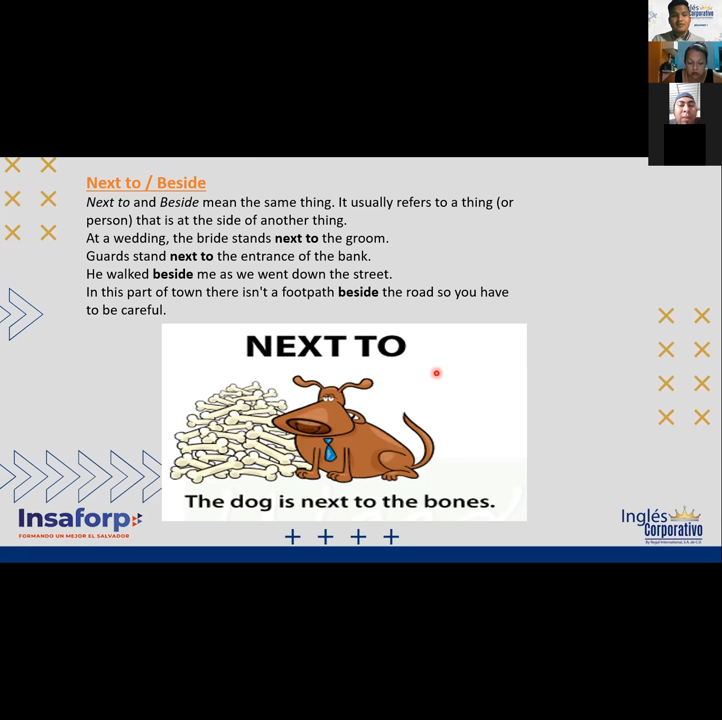 Inglés
Corporativo
Next to / Beside
Next to and Beside mean the same thing. It usually refers to a thing (or
person) that is at the side of another thing.
At a wedding, the bride stands next to the groom.
Guards stand next to the entrance of the bank.
He walked beside me as we went down the street.
In this part of town there isn't a footpath beside the road so you have
to be careful.
NEXT TO
The dog is next to the bones.
Insaforp
FORMANDO UN MEJOR EL SALVADOR
Inglés
Corporativo